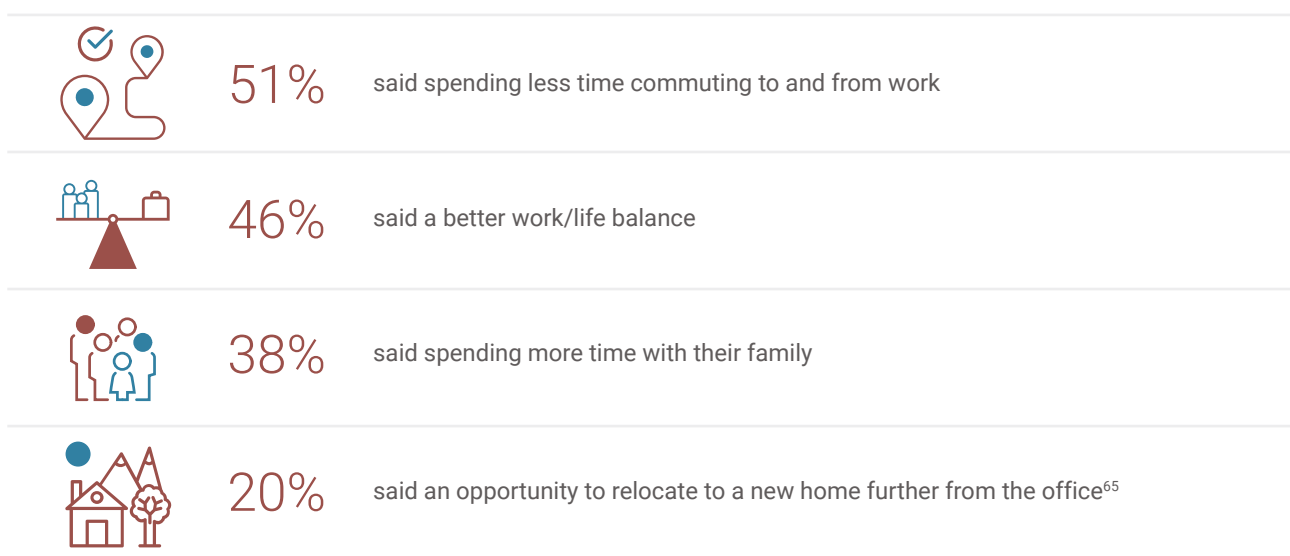 51% said spending less time commuting to and from work
46% said a better work/life balance
38% said spending more time with their family
20% said an opportunity to relocate to a new home further from the office65